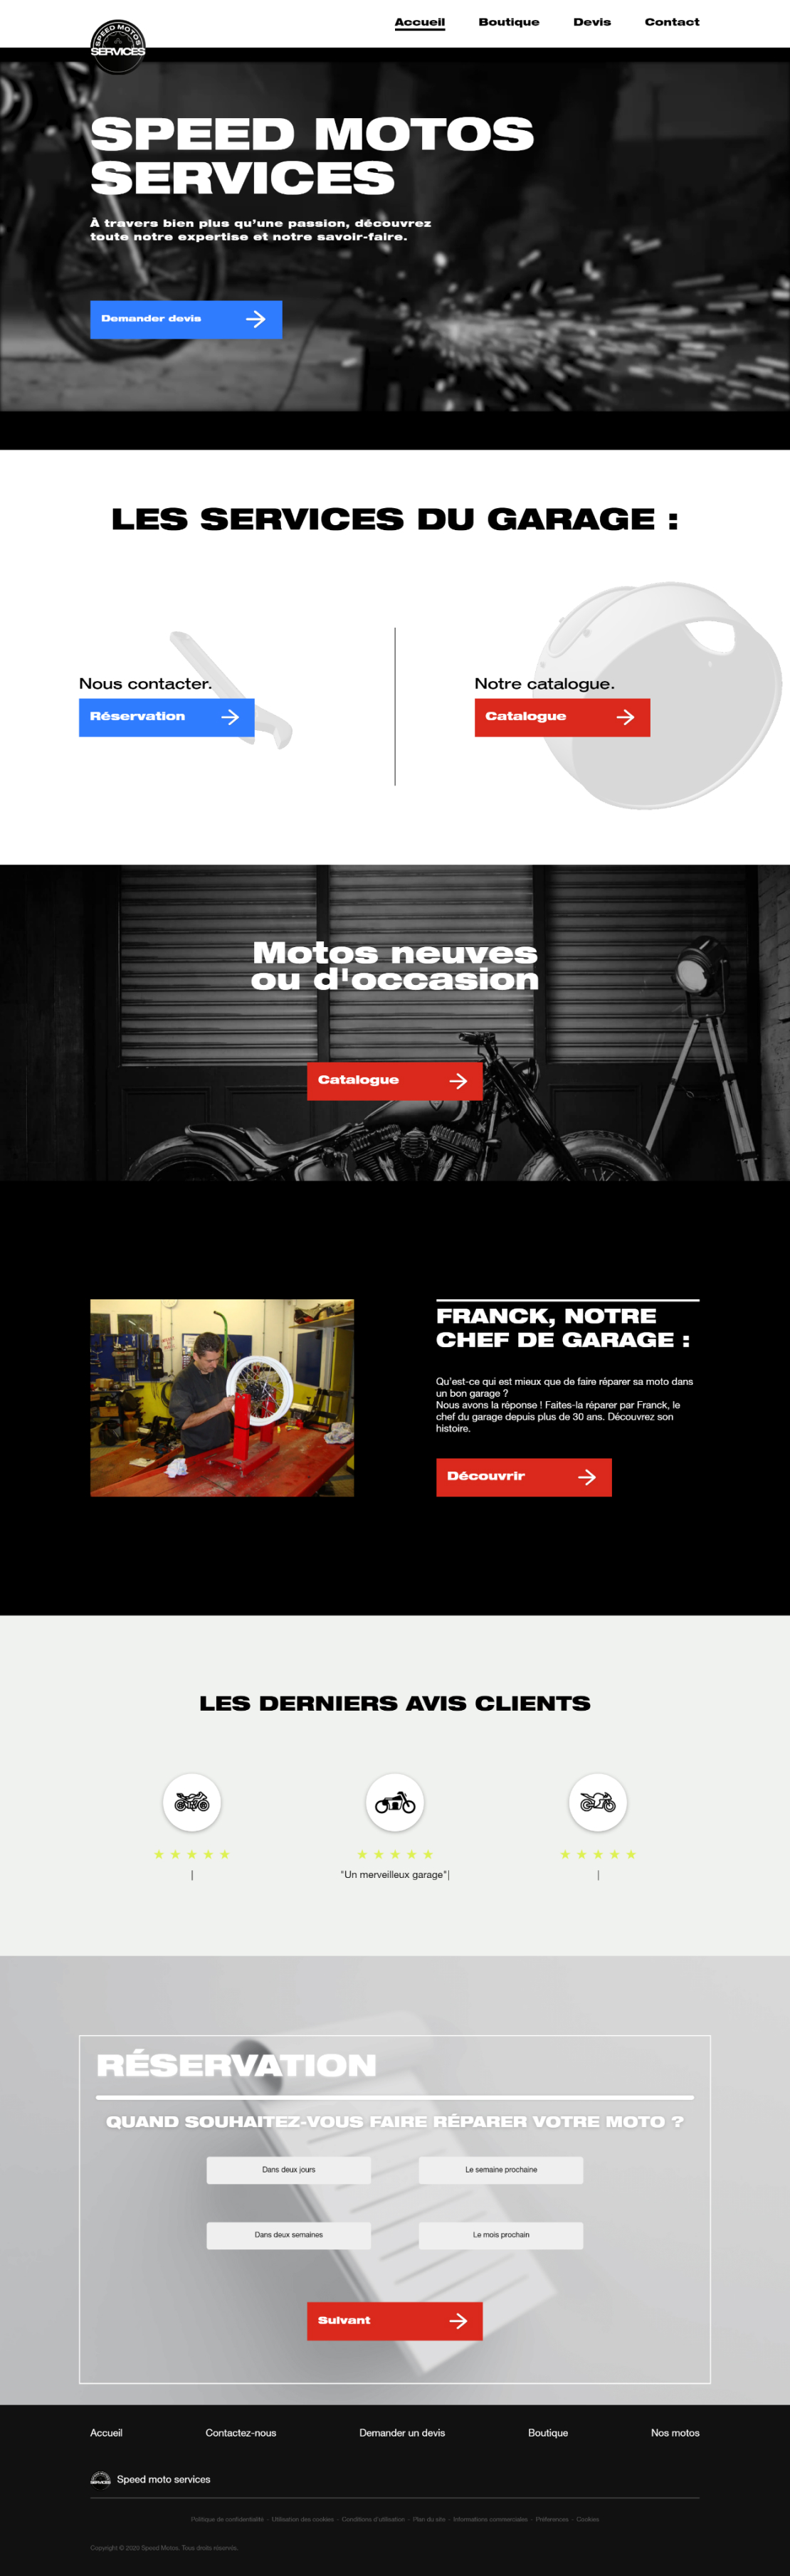 SPEED MOTOS
SERVICES
Accueil
Boutique
Devis
Contact
SPEED MOTOS
SERVICES
À travers bien plus qu'une passion, découvrez
toute notre expertise et notre savoir-faire.
Demander devis
LES SERVICES DU GARAGE :
Nous contacter.
Réservation
Notre catalogue.
Catalogue
Motos neuves
ou d'occasion
Catalogue
FRANCK, NOTRE
CHEF DE GARAGE :
Qu'est-ce qui est mieux que de faire réparer sa moto dans
un bon garage ?
Nous avons la réponse ! Faites-la réparer par Franck, le
chef du garage depuis plus de 30 ans. Découvrez son
histoire.
Découvrir
LES DERNIERS AVIS CLIENTS
|
"Un merveilleux garage"|
|
RÉSERVATION
QUAND SOUHAITEZ-VOUS FAIRE RÉPARER VOTRE MOTO ?
Dans deux jours
Le semaine prochaine
Dans deux semaines
Le mois prochain
Suivant
Accueil
Contactez-nous
Demander un devis
Boutique
Nos motos
SERVICES
Speed moto services
Politique de confidentialité - Utilisation des cookies - Conditions d'utilisation - Plan du site - Informations commerciales - Préférences - Cookies
Copyright © 2020 Speed Motos. Tous droits réservés.